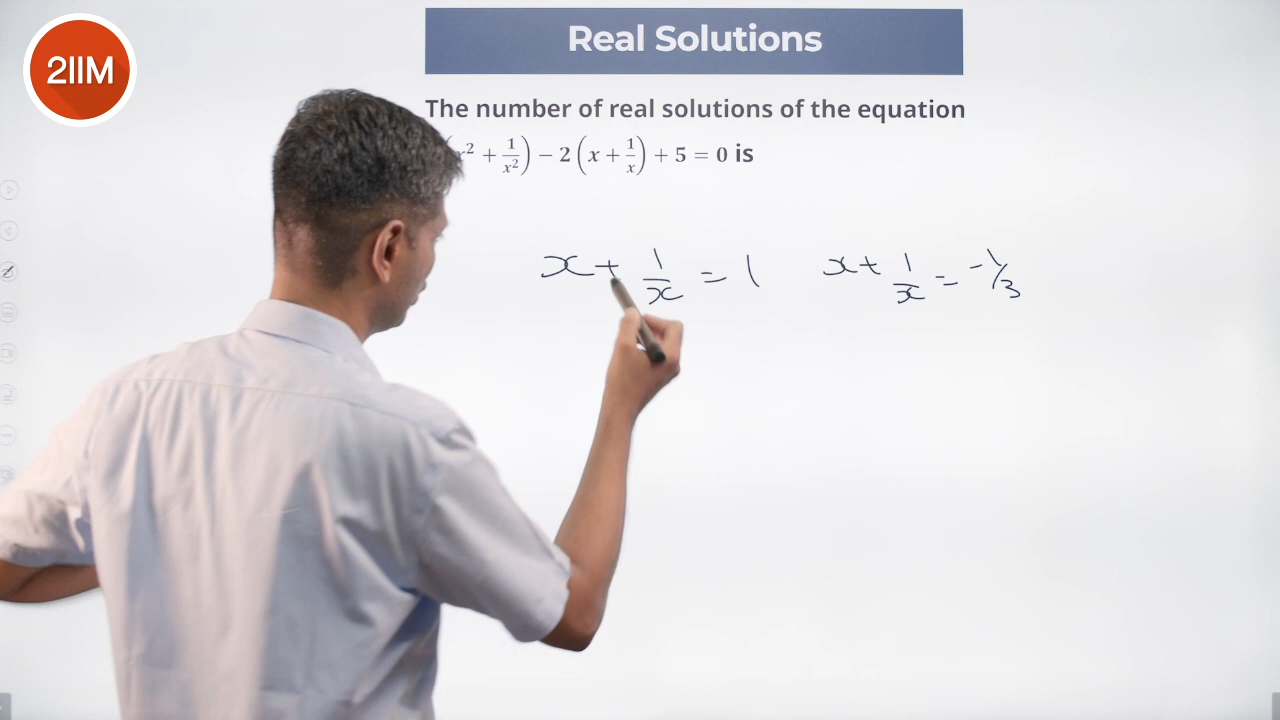 2IIM
Real Solutions
The number of real solutions of the equation
x² + 1/x²) − 2 (x + 1/x) + 5 = 0 is
x + 1/x = 1    x + 1/x = -1/3